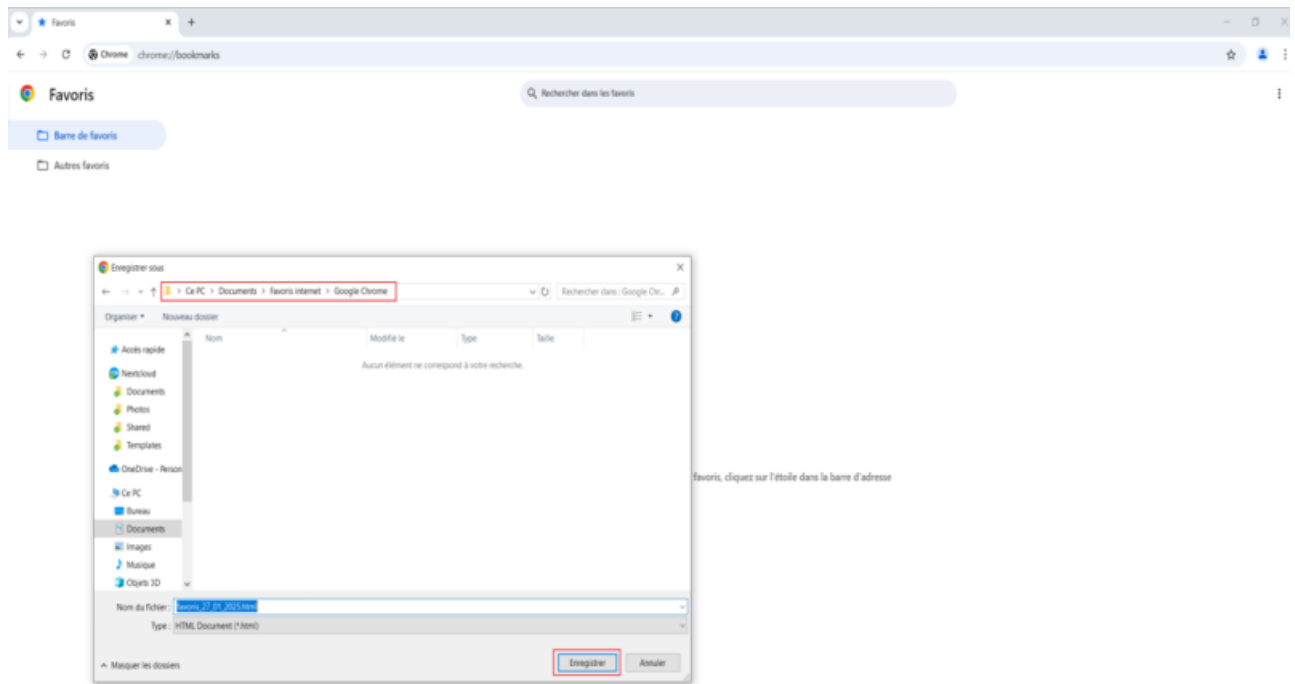 Favoris
Chrome chrome://bookmarks
Favoris
Rechercher dans les favoris
Barre de favoris
Autres favoris
Enregistrer sous
> Ce PC > Documents > Favoris internet > Google Chrome
Rechercher dans : Google Ch...
Organiser
Nouveau dossier
Nom
Modifié le
Type
Taille
Aucun élément ne correspond à votre recherche.
Accès rapide
Nextcloud
Documents
Photos
Shared
Templates
OneDrive - Person
Ce PC
Bureau
Documents
Images
Musique
Objets 3D
favoris, cliquez sur l'étoile dans la barre d'adresse
Nom du fichier : favoris_27_01_2025.html
Type : HTML Document (*.html)
Masquer les dossiers
Enregistrer
Annuler